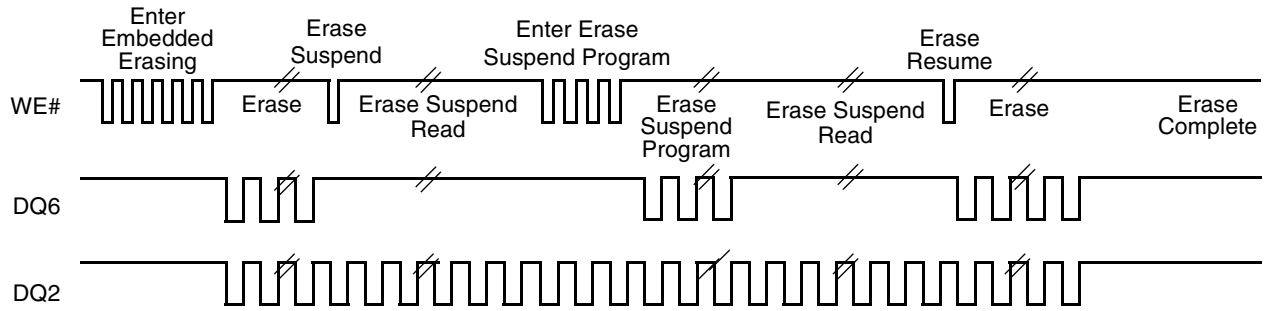 Enter
Embedded
Erasing
Erase
Suspend
Enter Erase
Suspend Program
Erase
Resume
WE#
Erase
Erase Suspend
Read
Erase
Suspend
Program
Erase Suspend
Read
Erase
Erase
Complete
DQ6
DQ2